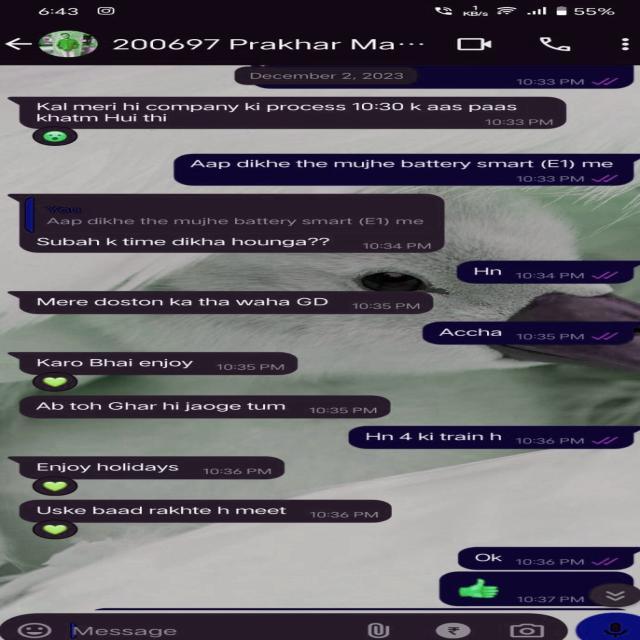 6:43
1
KB/s
55%
200697 Prakhar Ma...
December 2, 2023
10:33 PM
Kal meri hi company ki process 10:30 k aas paas
khatm Hui thi
10:33 PM
Aap dikhe the mujhe battery smart (E1) me
10:33 PM
You
Aap dikhe the mujhe battery smart (E1) me
Subah k time dikha hounga??
10:34 PM
Hn 10:34 PM
Mere doston ka tha waha GD 10:35 PM
Accha 10:35 PM
Karo Bhai enjoy 10:35 PM
Ab toh Ghar hi jaoge tum 10:35 PM
Hn 4 ki train h 10:36 PM
Enjoy holidays 10:36 PM
Uske baad rakhte h meet 10:36 PM
Ok 10:36 PM
10:37 PM
Message